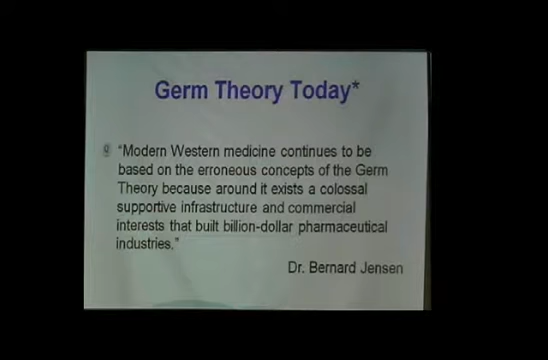 Germ Theory Today*
"Modern Western medicine continues to be
based on the erroneous concepts of the Germ
Theory because around it exists a colossal
supportive infrastructure and commercial
interests that built billion-dollar pharmaceutical
industries."
Dr. Bernard Jensen